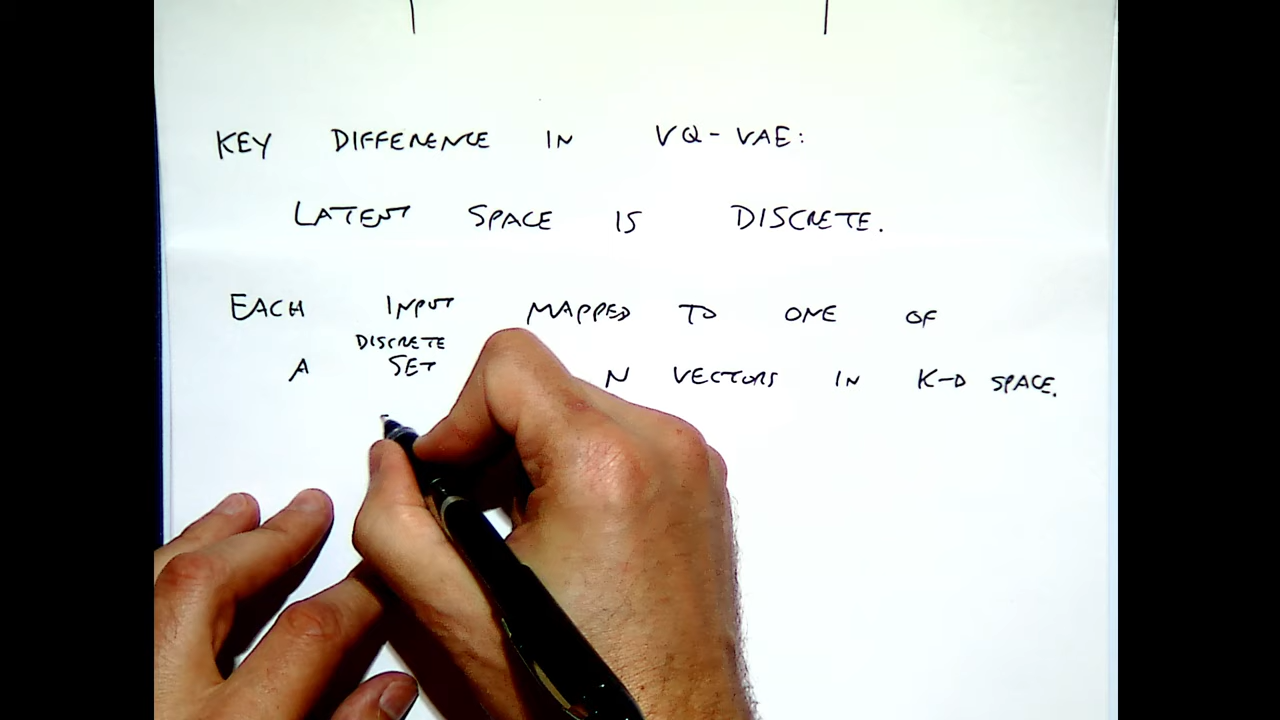 KEY DIFFERENCE IN VQ-VAE:
LATENT SPACE IS DISCRETE.
EACH INPUT MAPPED TO ONE OF
DISCRETE
A SET N VECTORS IN K-D SPACE.